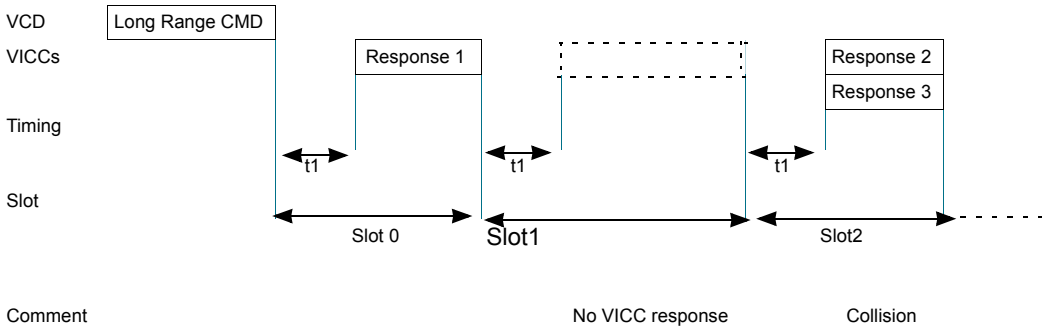 VCD
Long Range CMD
VICCs
Response 1
Response 2
Response 3
Timing
t1
t1
t1
Slot
Slot 0
Slot1
Slot2
Comment
No VICC response
Collision